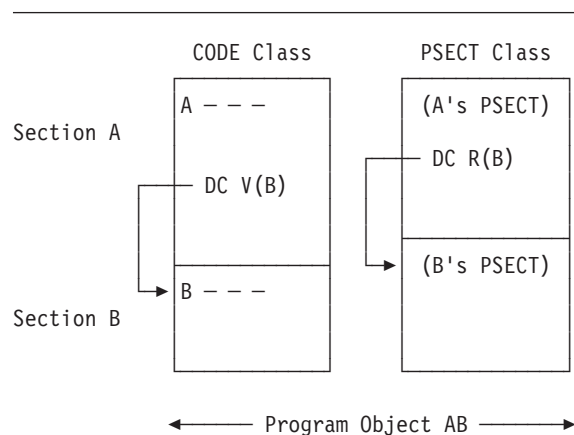 CODE Class PSECT Class
A – – – (A's PSECT)
Section A
DC R(B)
DC V(B)
(B's PSECT)
B – – –
Section B
Program Object AB